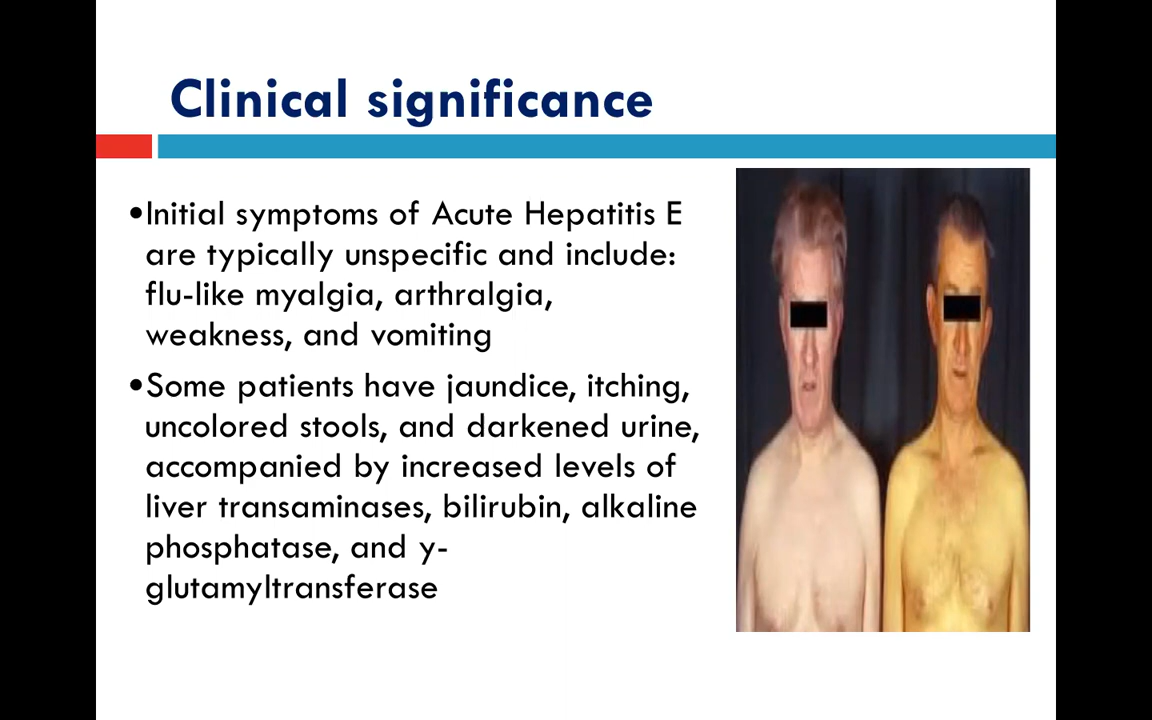 Clinical significance
•Initial symptoms of Acute Hepatitis E
are typically unspecific and include:
flu-like myalgia, arthralgia,
weakness, and vomiting
•Some patients have jaundice, itching,
uncolored stools, and darkened urine,
accompanied by increased levels of
liver transaminases, bilirubin, alkaline
phosphatase, and y-
glutamyltransferase